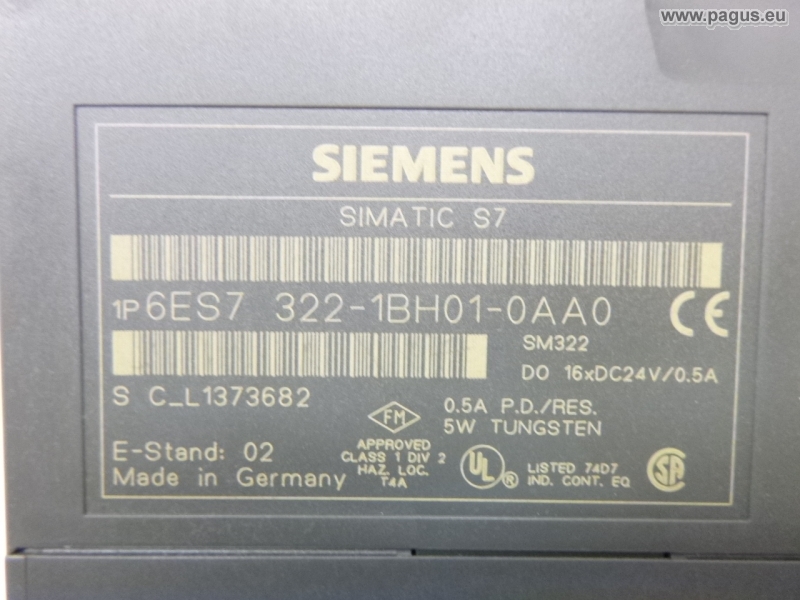 www.pagus.eu
SIEMENS
SIMATIC S7
1P 6ES7 322-1BH01-0AA0
CE
SM322
DO 16xDC24V/0.5A
S C_L1373682
0.5A P.D./RES.
5W TUNGSTEN
FM
APPROVED
CLASS 1 DIV 2
HAZ. LOC.
T4A
E-Stand: 02
Made in Germany
UL ®
LISTED 74D7
IND. CONT. EQ
SA